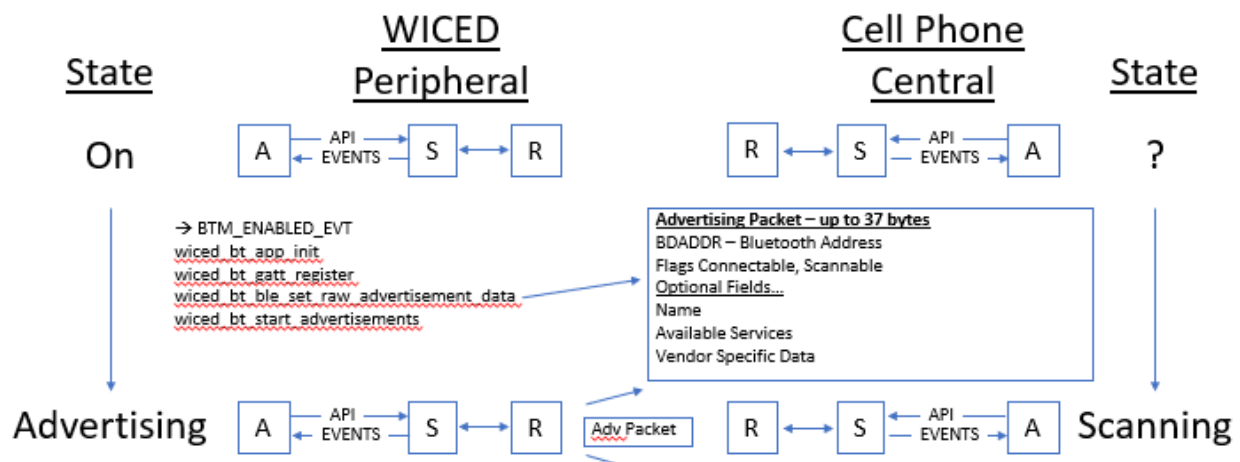 State
WICED
Peripheral
Cell Phone
Central
State
On
A
API
EVENTS
S
R
R
S
API
EVENTS
A
?
→ BTM_ENABLED_EVT
wiced_bt_app_init
wiced_bt_gatt_register
wiced_bt_ble_set_raw_advertisement_data
wiced_bt_start_advertisements
Advertising Packet – up to 37 bytes
BDADDR – Bluetooth Address
Flags Connectable, Scannable
Optional Fields...
Name
Available Services
Vendor Specific Data
Advertising
A
API
EVENTS
S
R
Adv Packet
R
S
API
EVENTS
A
Scanning